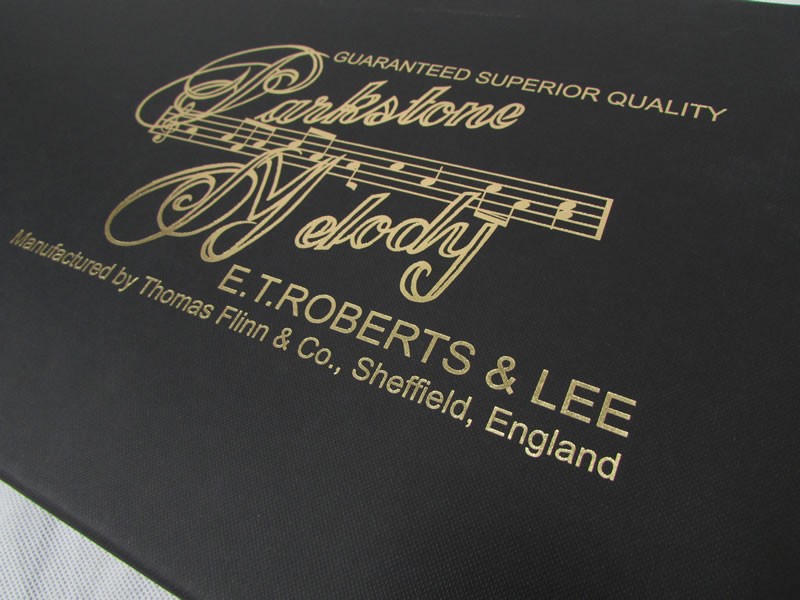 GUARANTEED SUPERIOR QUALITY
Parkstone
Melody
E.T.ROBERTS & LEE
Manufactured by Thomas Flinn & Co., Sheffield, England